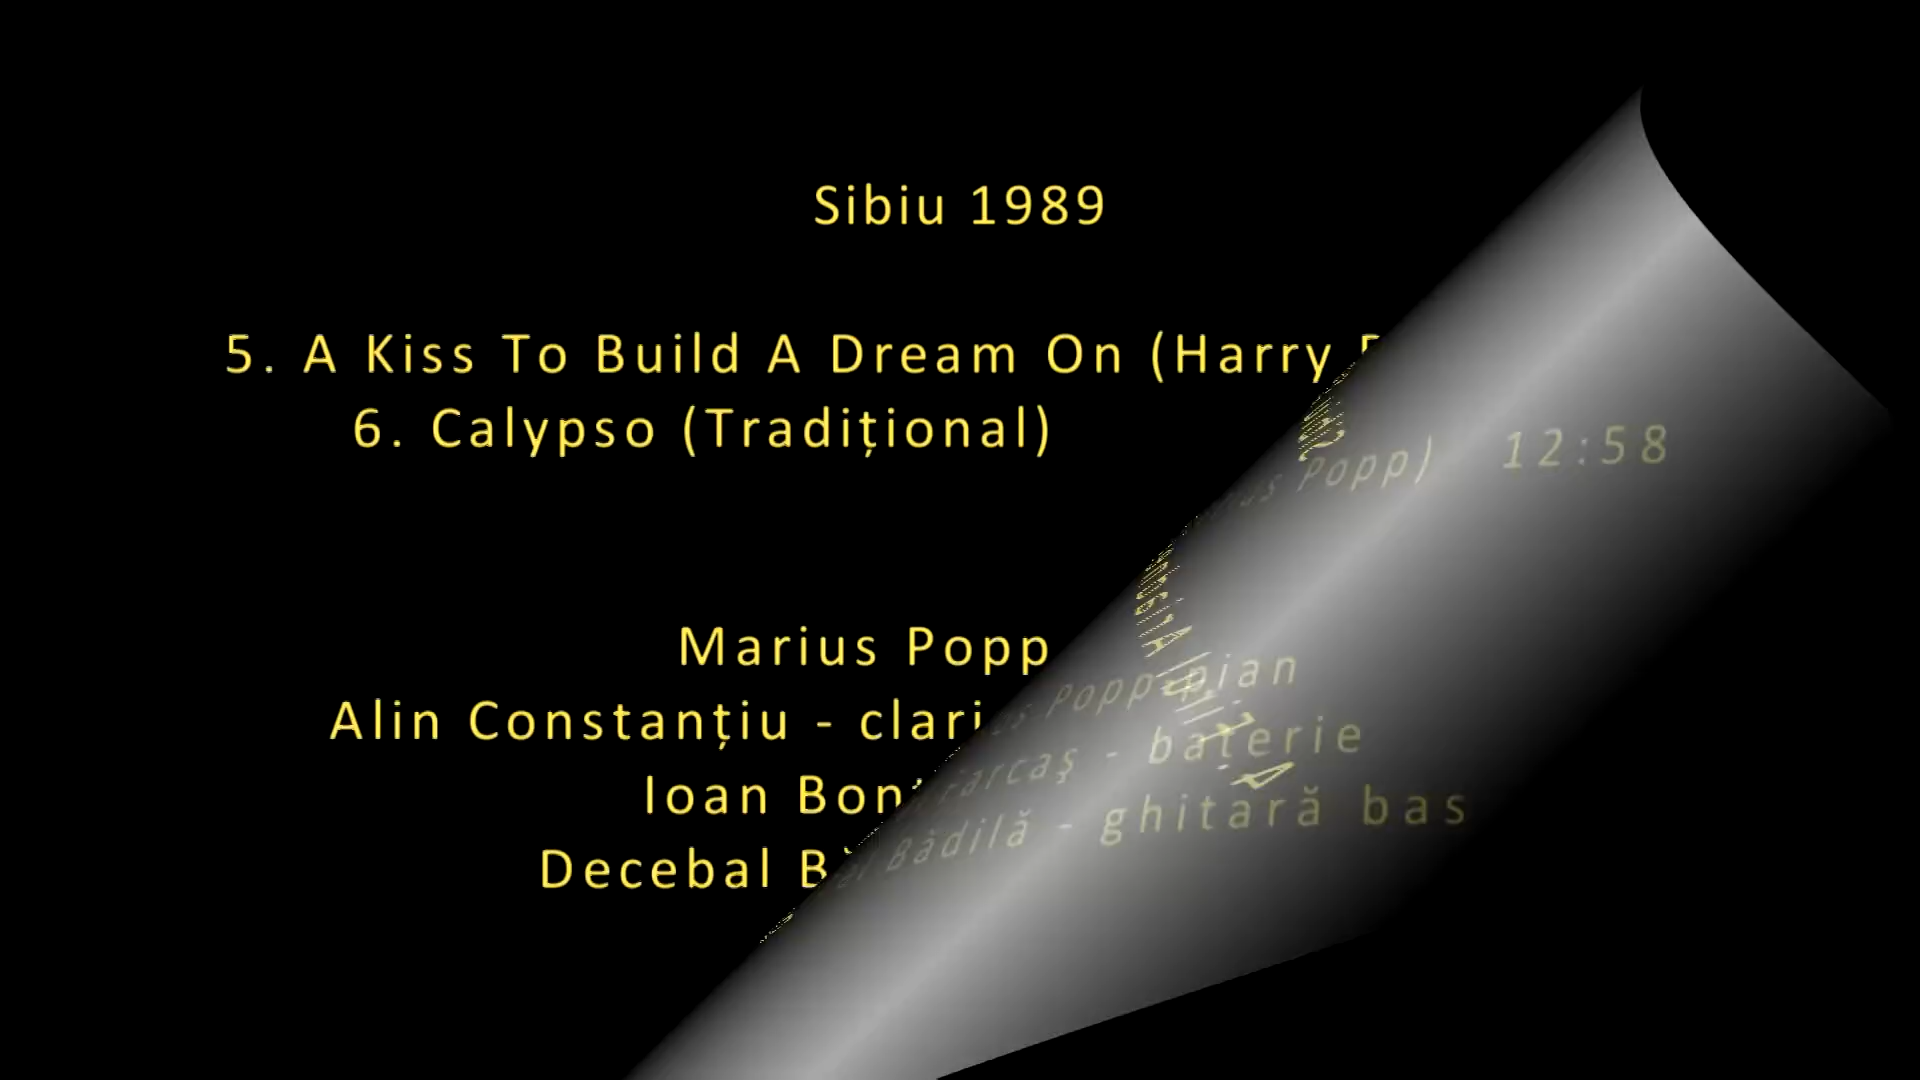 Sibiu 1989
5. A Kiss To Build A Dream On (Harry
6. Calypso (Tradițional)
Popp) 12:58
Marius Popp
Popp pian
Alin Constanțiu - clari
- baterie
Ioan Bon
Bădilă - ghitară bas
Decebal